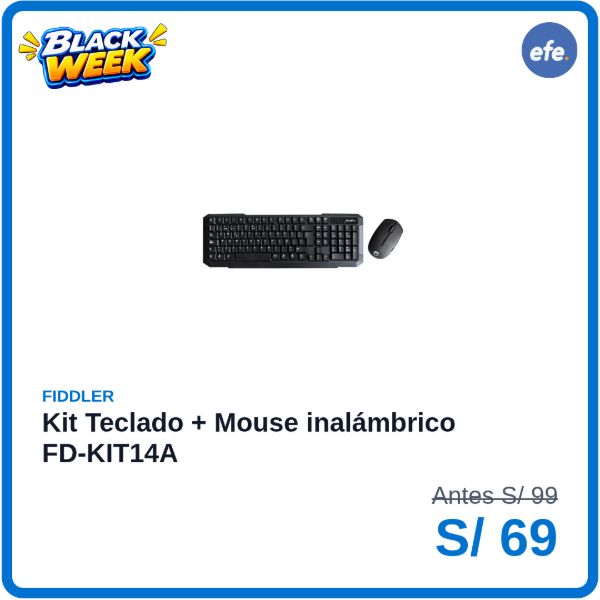 BLACK
WEEK
efe.
FIDDLER
Kit Teclado + Mouse inalámbrico
FD-KIT14A
Antes S/ 99
S/ 69